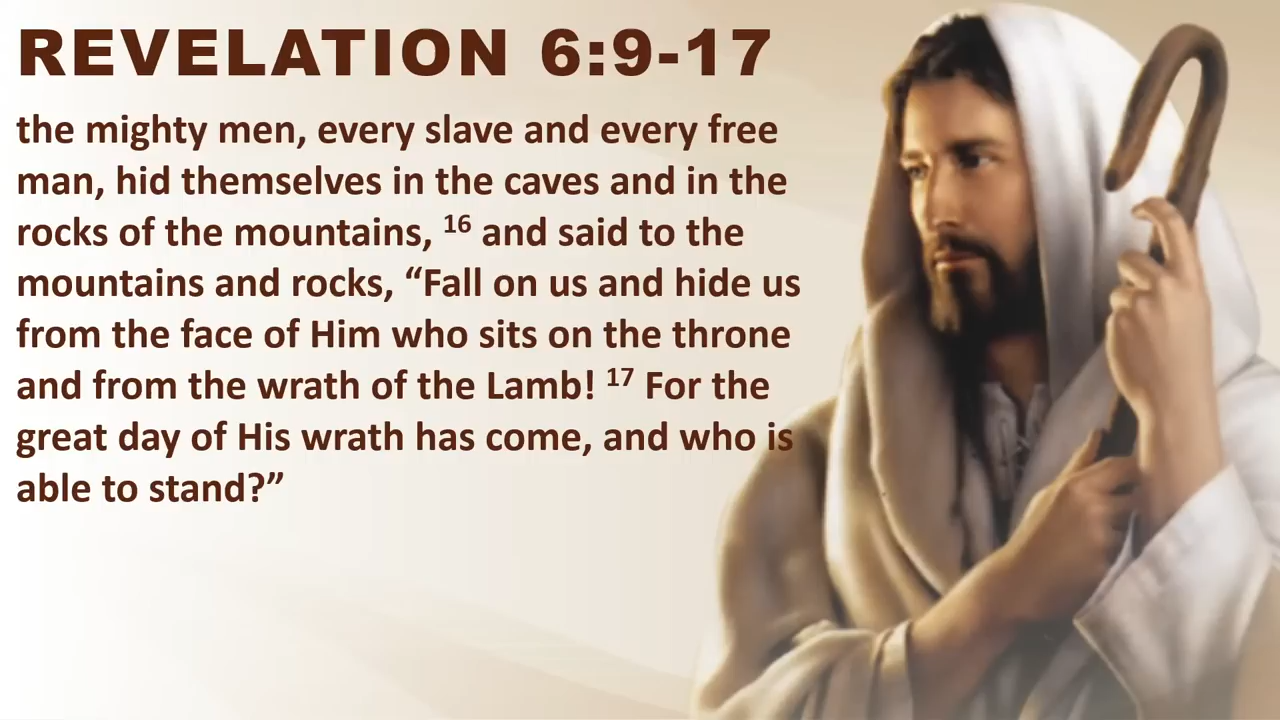 REVELATION 6:9-17
the mighty men, every slave and every free
man, hid themselves in the caves and in the
rocks of the mountains, 16 and said to the
mountains and rocks, “Fall on us and hide us
from the face of Him who sits on the throne
and from the wrath of the Lamb! 17 For the
great day of His wrath has come, and who is
able to stand?”